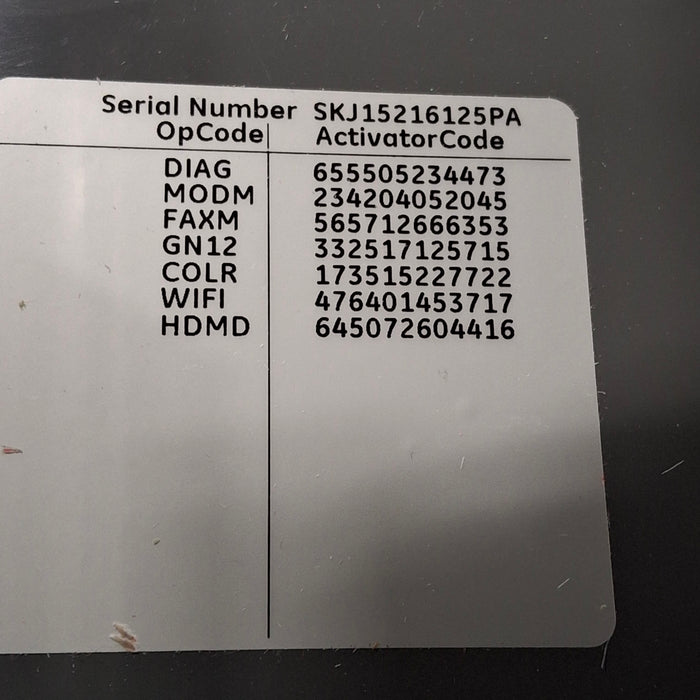 Serial Number SKJ15216125PA
OpCode ActivatorCode
DIAG 655505234473
MODM 234204052045
FAXM 565712666353
GN12 332517125715
COLR 173515227722
WIFI 476401453717
HDMD 645072604416